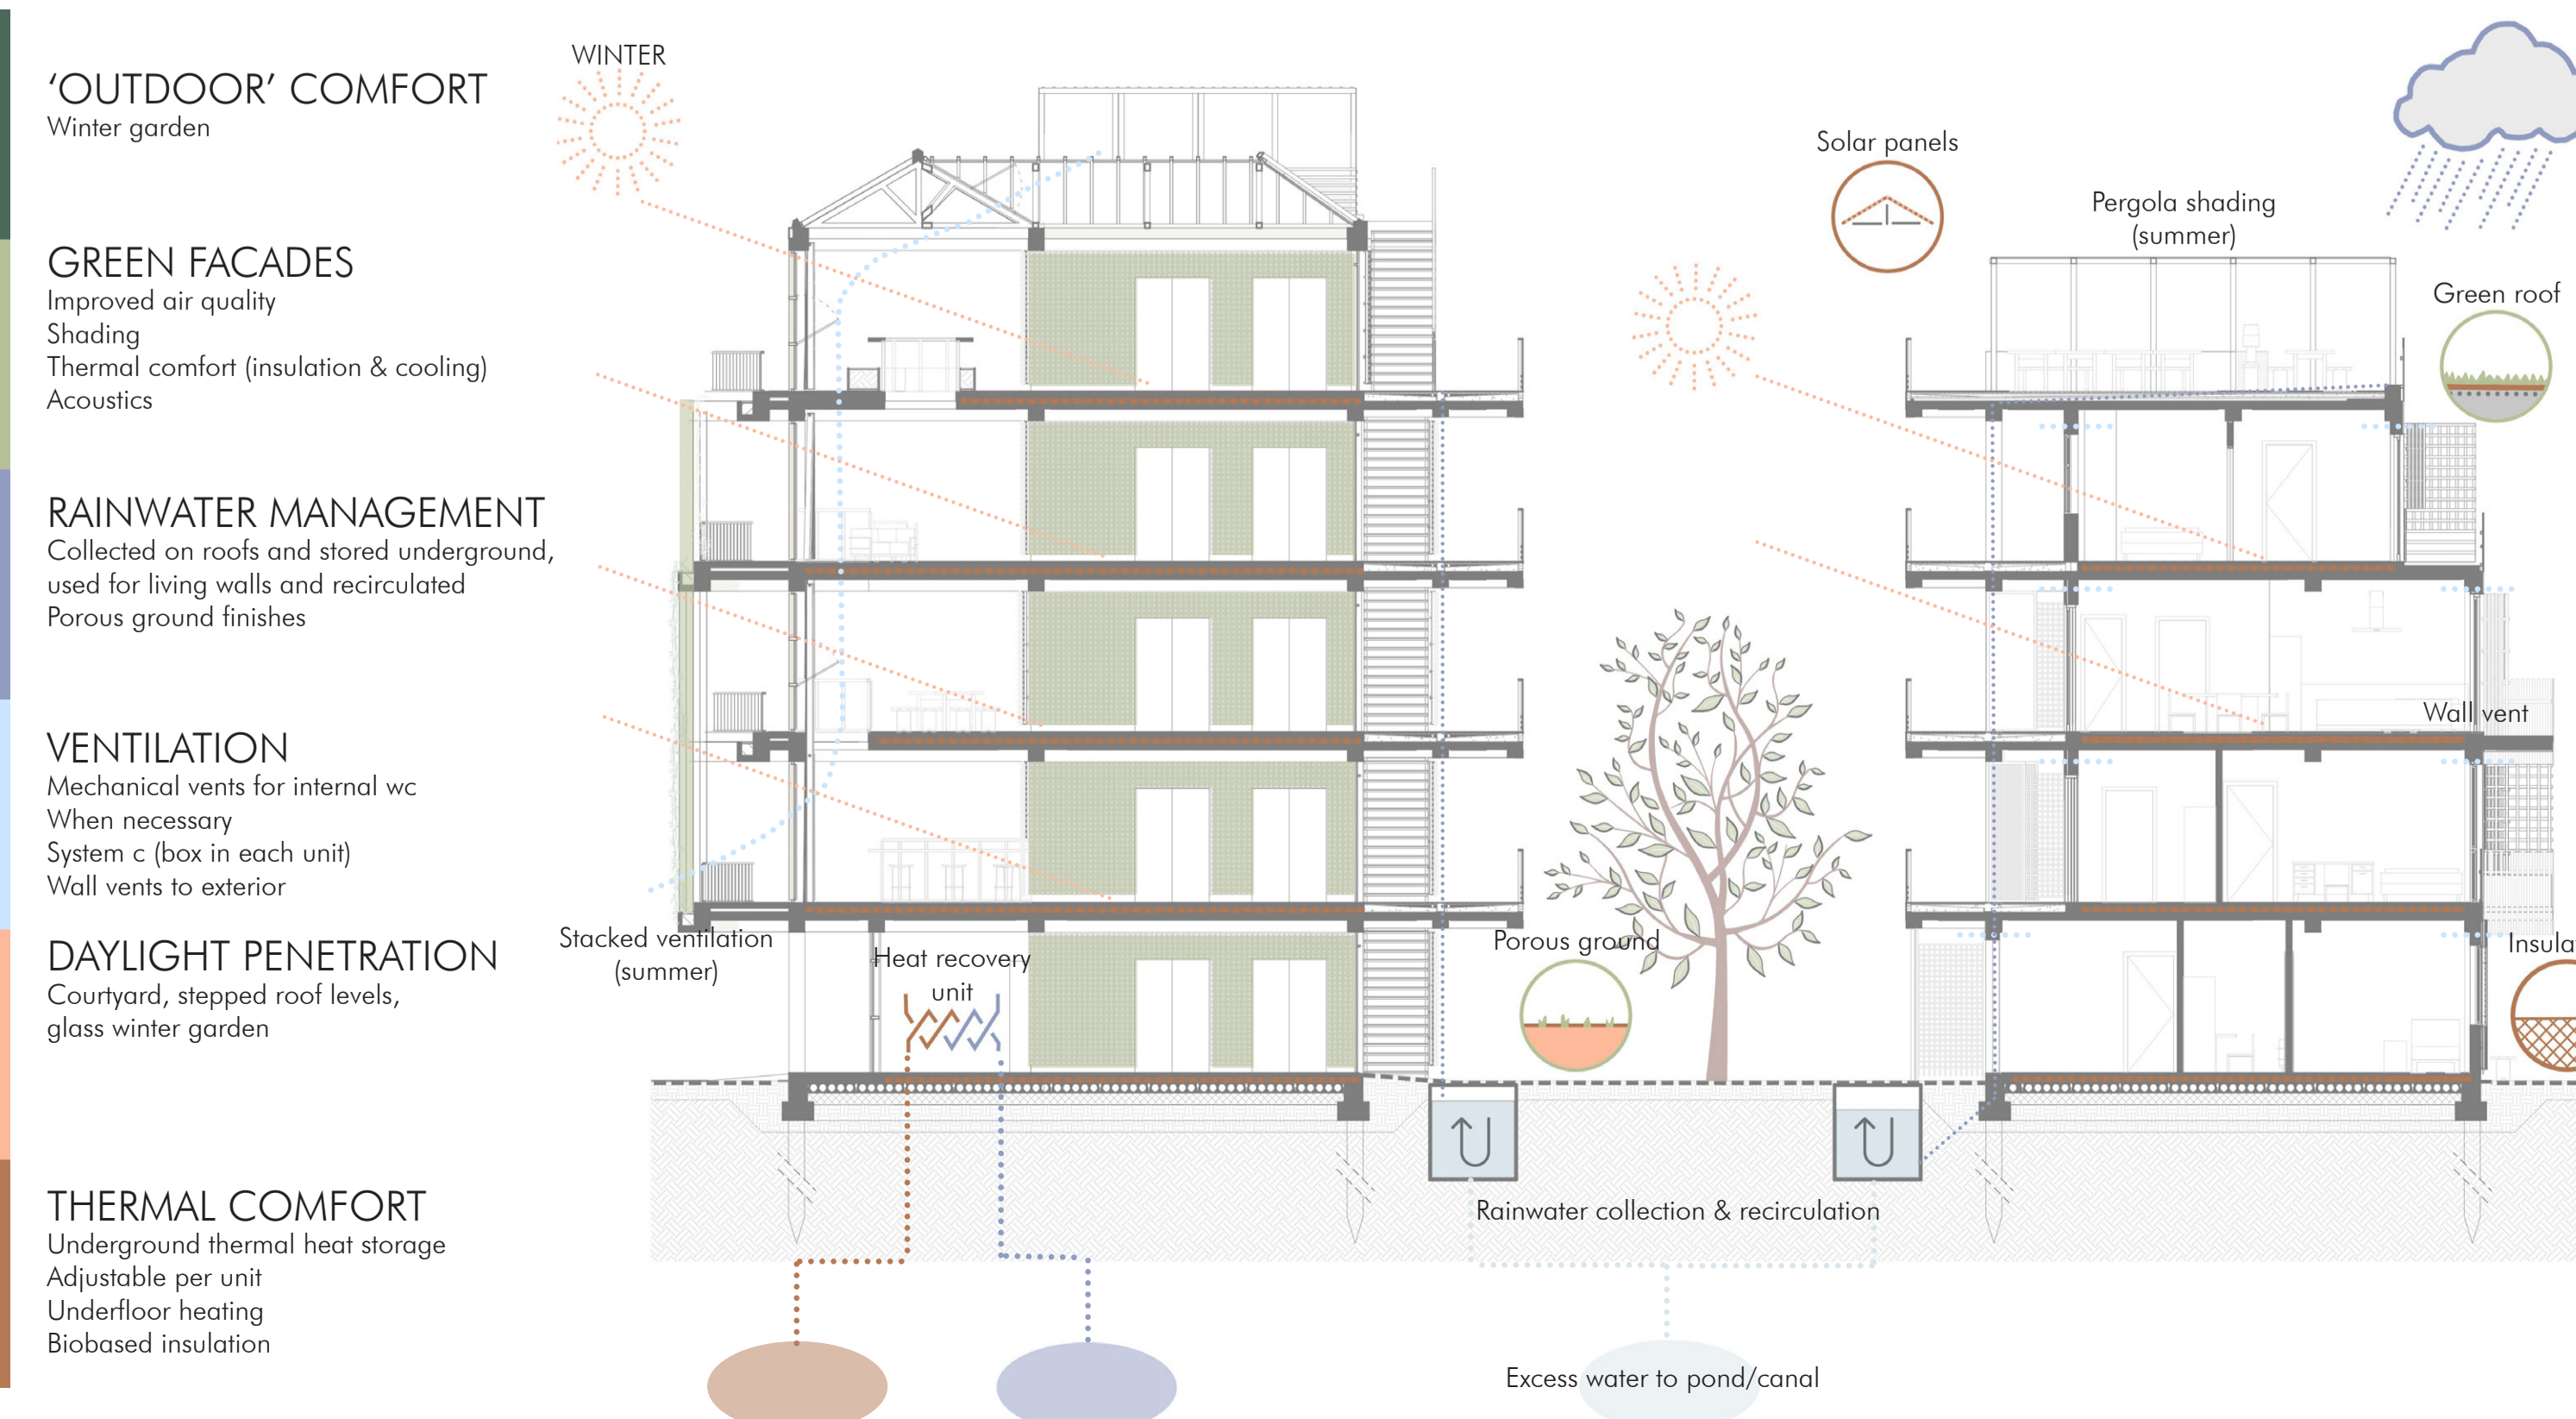 ‘OUTDOOR’ COMFORT
Winter garden
GREEN FACADES
Improved air quality
Shading
Thermal comfort (insulation & cooling)
Acoustics
RAINWATER MANAGEMENT
Collected on roofs and stored underground,
used for living walls and recirculated
Porous ground finishes
VENTILATION
Mechanical vents for internal wc
When necessary
System c (box in each unit)
Wall vents to exterior
DAYLIGHT PENETRATION
Courtyard, stepped roof levels,
glass winter garden
THERMAL COMFORT
Underground thermal heat storage
Adjustable per unit
Underfloor heating
Biobased insulation
WINTER
Solar panels
Pergola shading
(summer)
Green roof
Wall vent
Stacked ventilation
(summer)
Heat recovery
unit
Porous ground
Insula
Rainwater collection & recirculation
Excess water to pond/canal